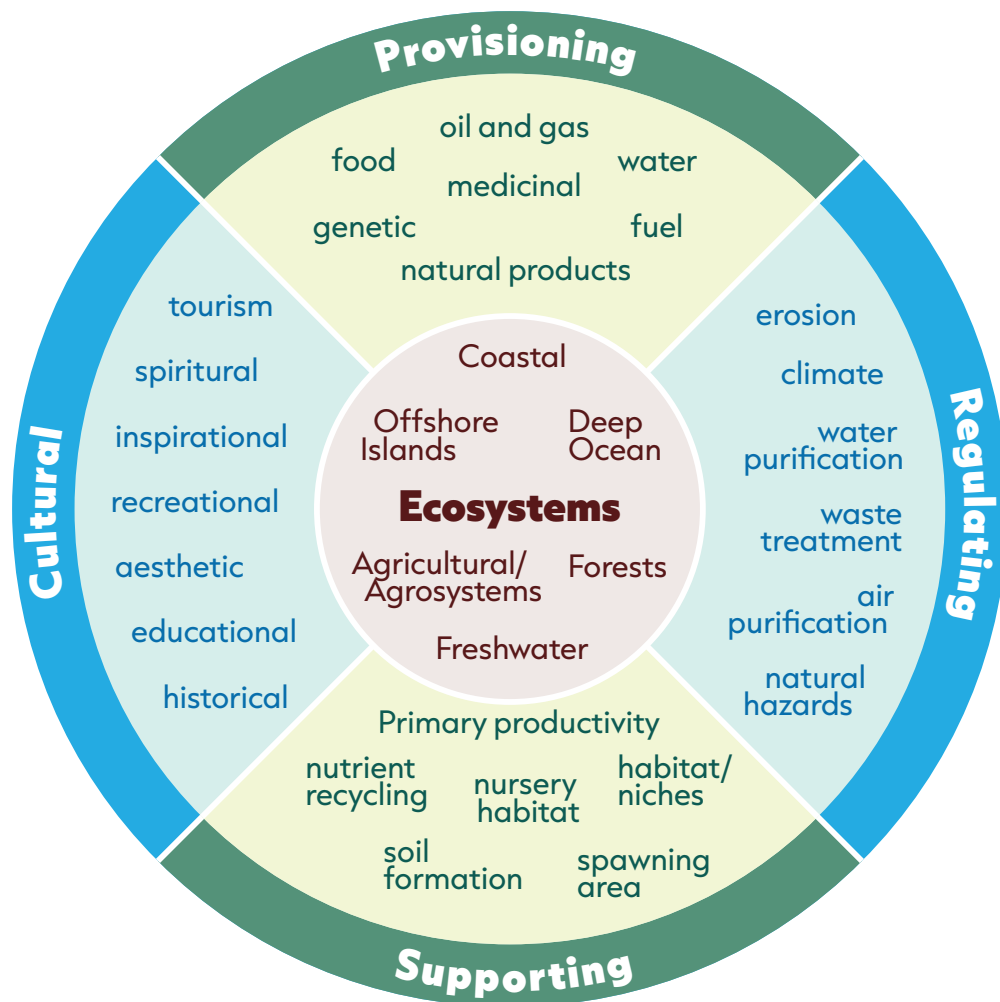 Provisioning
oil and gas
food
water
medicinal
genetic
fuel
natural products
Cultural
tourism
spiritural
inspirational
recreational
aesthetic
educational
historical
Coastal
Offshore
Islands
Deep
Ocean
Ecosystems
Agricultural/
Agrosystems
Forests
Freshwater
Regulating
erosion
climate
water
purification
waste
treatment
air
purification
natural
hazards
Primary productivity
nutrient
recycling
nursery
habitat
habitat/
niches
soil
formation
spawning
area
Supporting